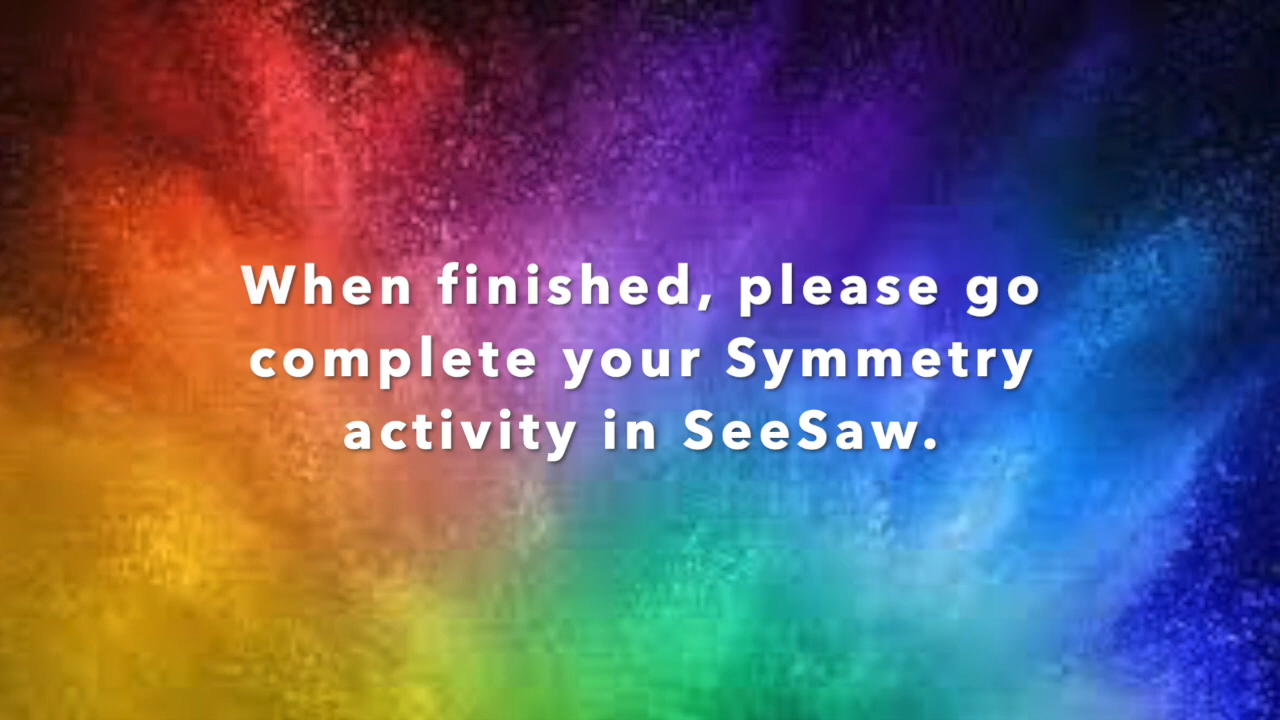 When finished, please go
complete your Symmetry
activity in SeeSaw.